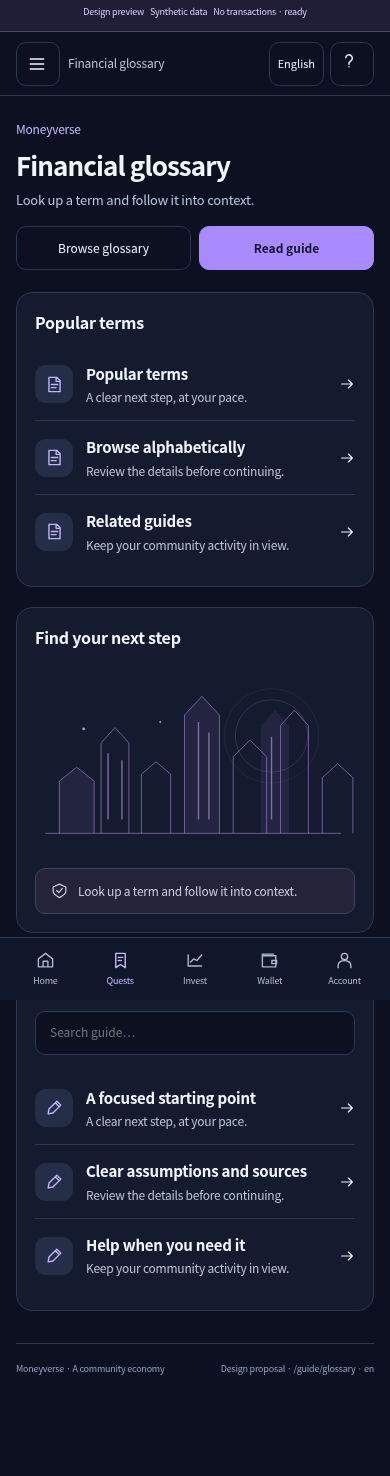 Design preview Synthetic data No transactions · ready
Financial glossary
English
?
Moneyverse
Financial glossary
Look up a term and follow it into context.
Browse glossary
Read guide
Popular terms
Popular terms
A clear next step, at your pace.
Browse alphabetically
Review the details before continuing.
Related guides
Keep your community activity in view.
Find your next step
Look up a term and follow it into context.
Home
Quests
Invest
Wallet
Account
Search guide…
A focused starting point
A clear next step, at your pace.
Clear assumptions and sources
Review the details before continuing.
Help when you need it
Keep your community activity in view.
Moneyverse · A community economy
Design proposal · /guide/glossary · en